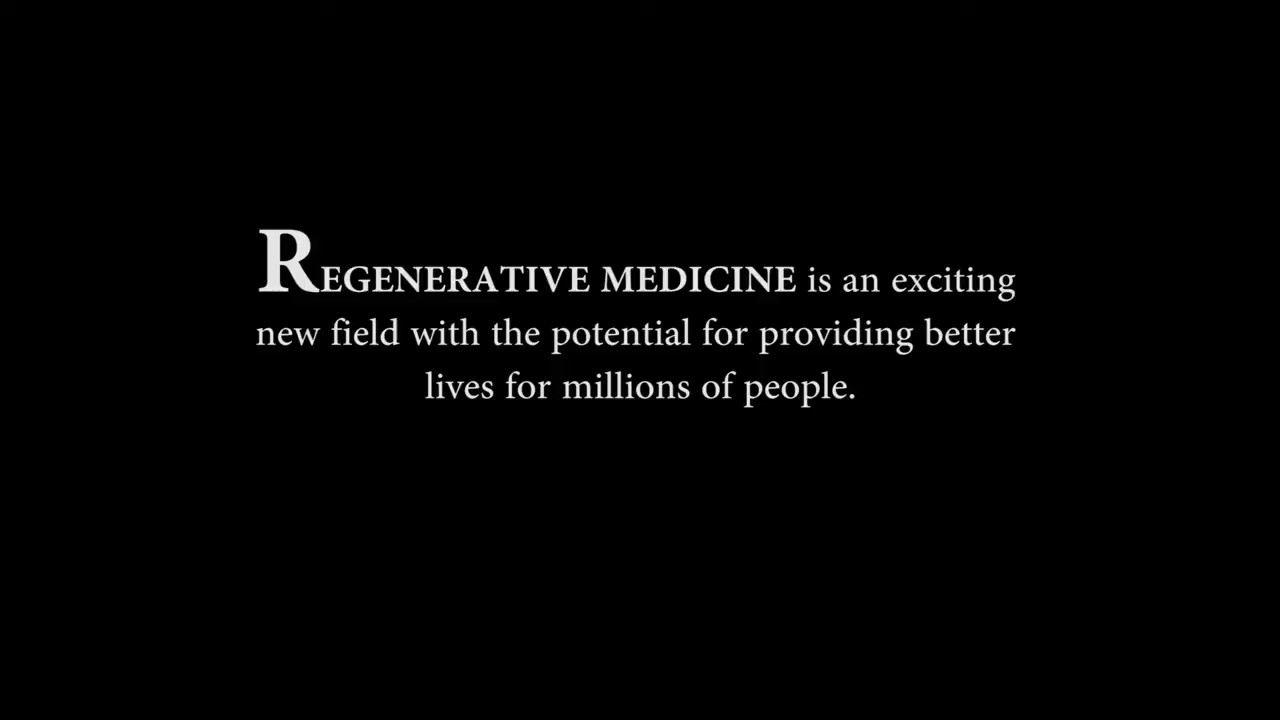 REGENERATIVE MEDICINE is an exciting
new field with the potential for providing better
lives for millions of people.